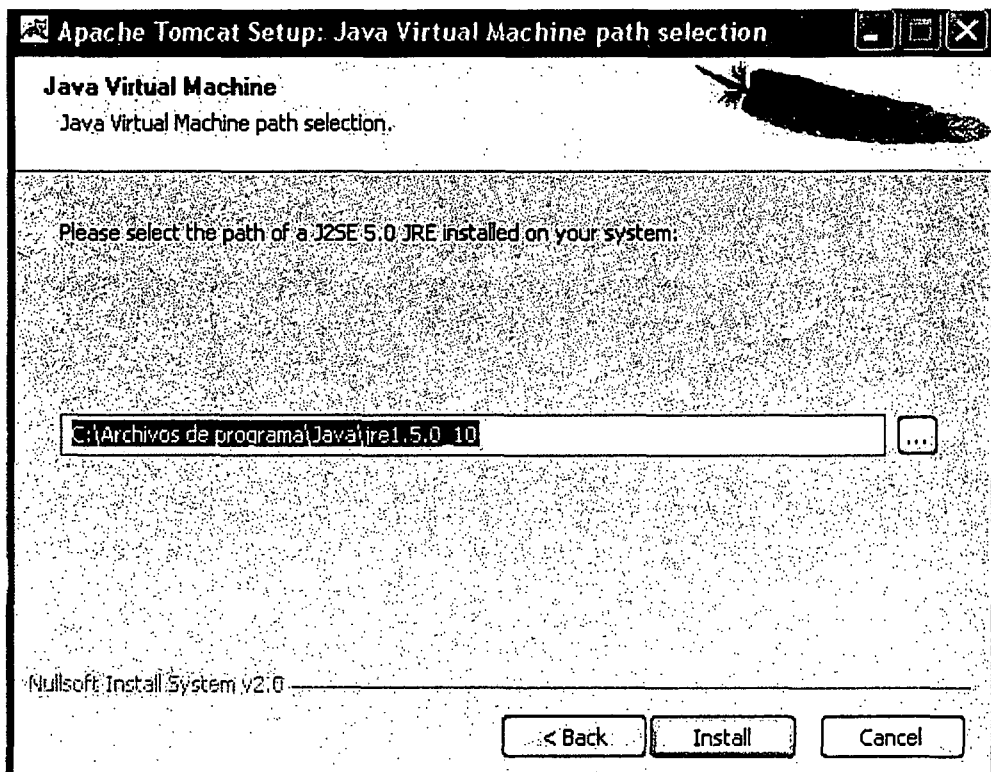 Apache Tomcat Setup: Java Virtual Machine path selection
Java Virtual Machine
Java Virtual Machine path selection.
Please select the path of a J2SE 5.0 JRE installed on your system:
C:\Archivos de programa\Java\jre1.5.0_10
...
Nullsoft Install System v2.0
< Back
Install
Cancel